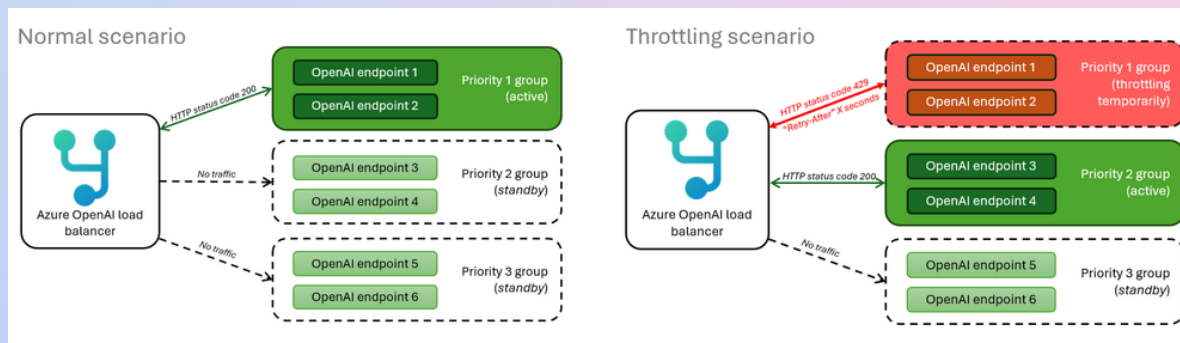 Normal scenario
HTTP status code 200
OpenAI endpoint 1
OpenAI endpoint 2
Priority 1 group
(active)
Azure OpenAI load
balancer
No traffic
OpenAI endpoint 3
OpenAI endpoint 4
Priority 2 group
(standby)
No traffic
OpenAI endpoint 5
OpenAI endpoint 6
Priority 3 group
(standby)
Throttling scenario
HTTP status code 429
"Retry-After" X seconds
OpenAI endpoint 1
OpenAI endpoint 2
Priority 1 group
(throttling
temporarily)
Azure OpenAI load
balancer
HTTP status code 200
OpenAI endpoint 3
OpenAI endpoint 4
Priority 2 group
(active)
No traffic
OpenAI endpoint 5
OpenAI endpoint 6
Priority 3 group
(standby)